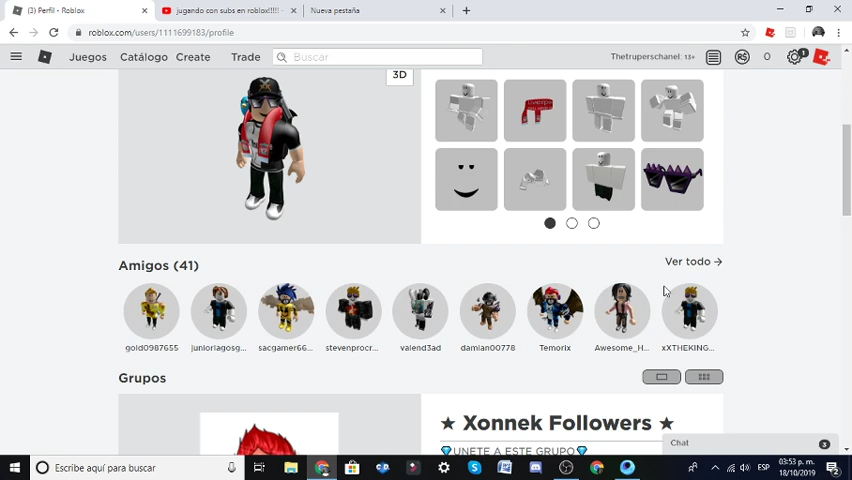 (3) Perfil - Roblox
jugando con subs en roblox!!!!! -
Nueva pestaña
roblox.com/users/1111699183/profile
Juegos Catálogo Create Trade Buscar Thetruperschanel: 13+ 0 1
3D
Amigos (41)
Ver todo →
gold0987655 juniorlagosg... sacgamer66... stevenprocr... valend3ad damian00778 Temorix Awesome_H... xXTHEKING...
Grupos
★ Xonnek Followers ★
💎UNETE A ESTE GRUPO💎
Chat 3
Escribe aquí para buscar
ESP
03:53 p. m.
18/10/2019
2